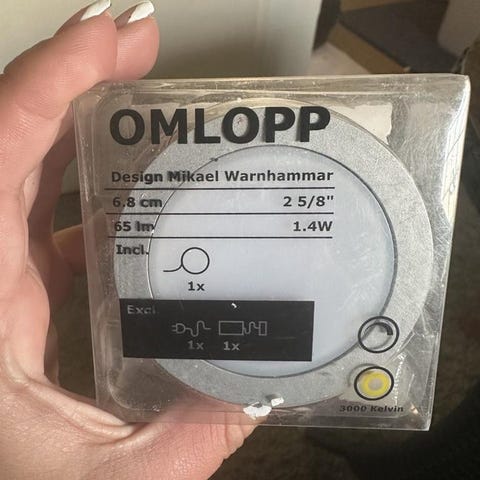 OMLOPP
Design Mikael Warnhammar
6.8 cm 2 5/8"
65 lm 1.4W
Incl.
1x
Excl.
1x 1x
3000 Kelvin